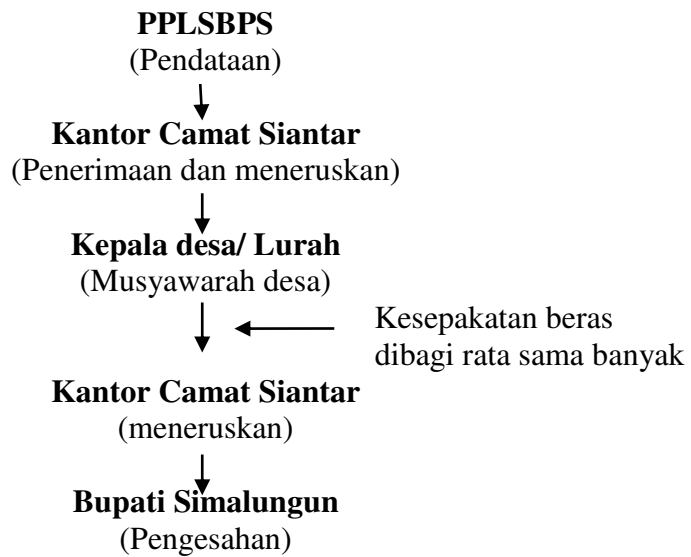 PPLSBPS
(Pendataan)
Kantor Camat Siantar
(Penerimaan dan meneruskan)
Kepala desa/ Lurah
(Musyawarah desa)
Kesepakatan beras
dibagi rata sama banyak
Kantor Camat Siantar
(meneruskan)
Bupati Simalungun
(Pengesahan)